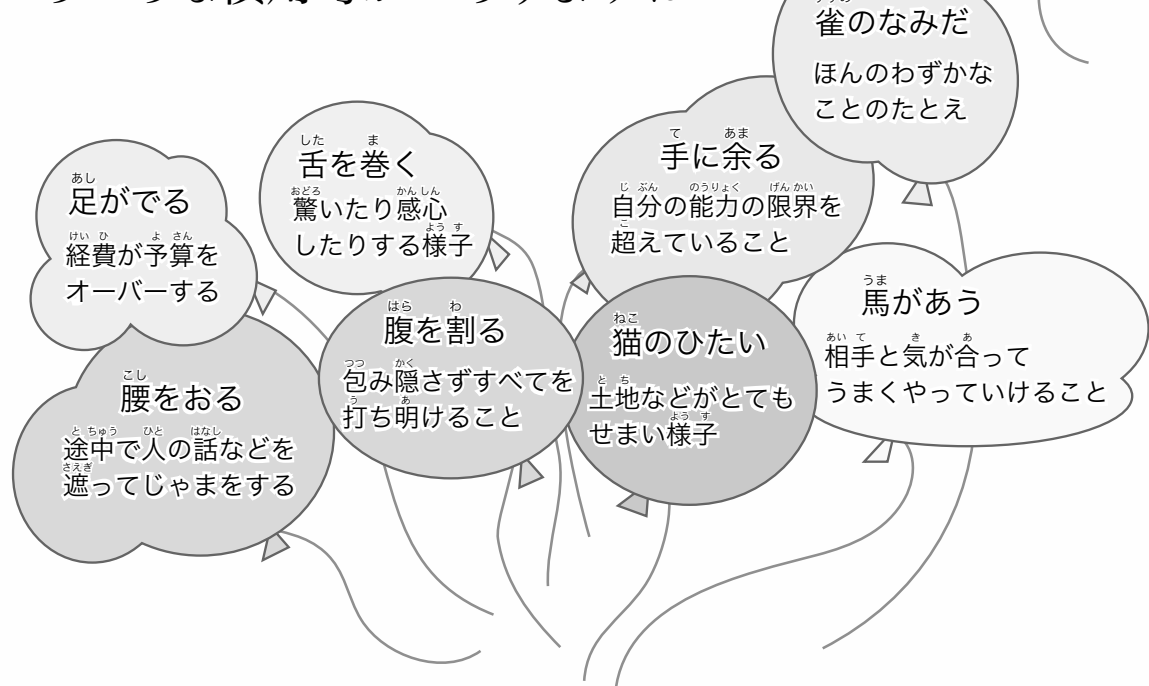 雀のなみだ
ほんのわずかな
ことのたとえ
手に余る
自分の能力の限界を
超えていること
舌を巻く
驚いたり感心
したりする様子
足がでる
経費が予算を
オーバーする
馬があう
相手と気が合って
うまくやっていけること
猫のひたい
土地などがとても
せまい様子
腹を割る
包み隠さずすべてを
打ち明けること
腰をおる
途中で人の話などを
遮ってじゃまをする